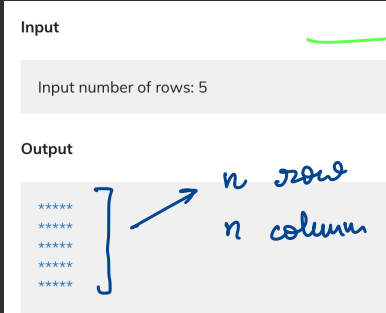 Input
Input number of rows: 5
Output
n row
*****
*****
n column
*****
*****
*****